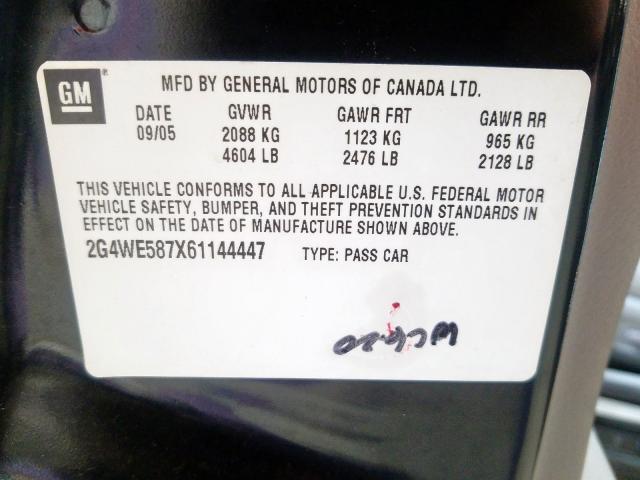 GM®
MFD BY GENERAL MOTORS OF CANADA LTD.
DATE GVWR GAWR FRT GAWR RR
09/05 2088 KG 1123 KG 965 KG
4604 LB 2476 LB 2128 LB
THIS VEHICLE CONFORMS TO ALL APPLICABLE U.S. FEDERAL MOTOR
VEHICLE SAFETY, BUMPER, AND THEFT PREVENTION STANDARDS IN
EFFECT ON THE DATE OF MANUFACTURE SHOWN ABOVE.
2G4WE587X61144447 TYPE: PASS CAR